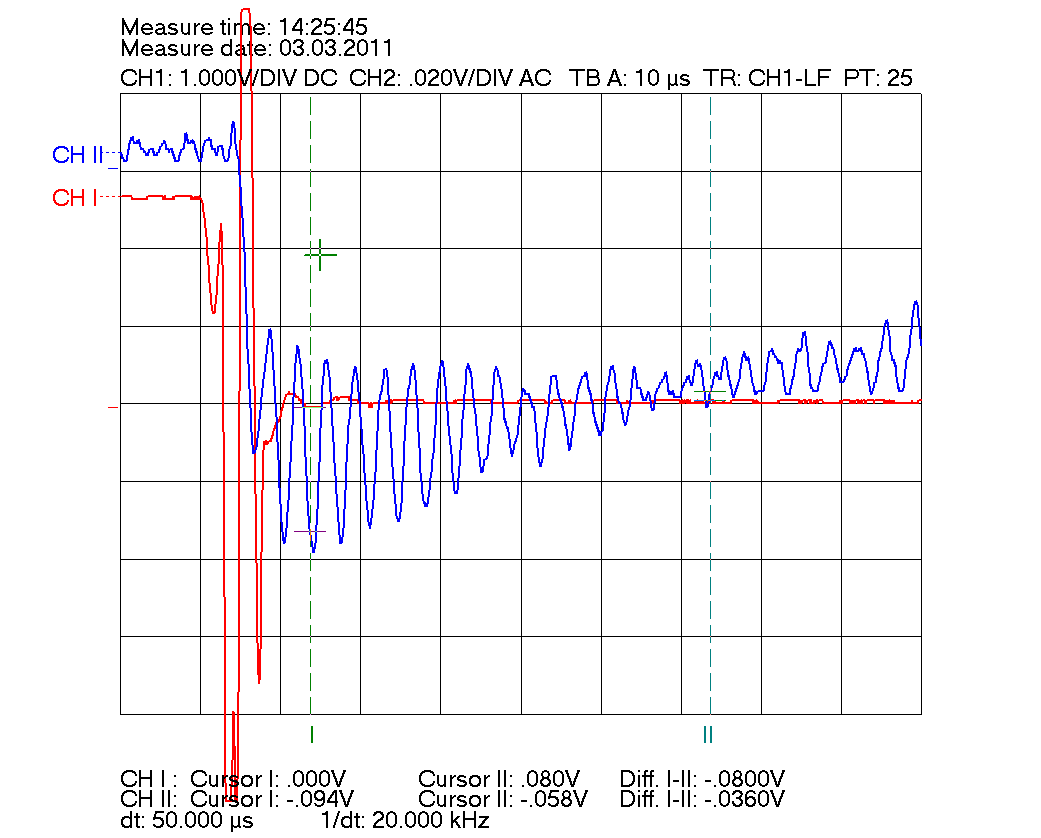 Measure time: 14:25:45
Measure date: 03.03.2011
CH1: 1.000V/DIV DC CH2: .020V/DIV AC TB A: 10 µs TR: CH1-LF PT: 25
CH II
CH I
I
II
CH I : Cursor I: .000V Cursor II: .080V Diff. I-II: -.0800V
CH II: Cursor I: -.094V Cursor II: -.058V Diff. I-II: -.0360V
dt: 50.000 µs 1/dt: 20.000 kHz